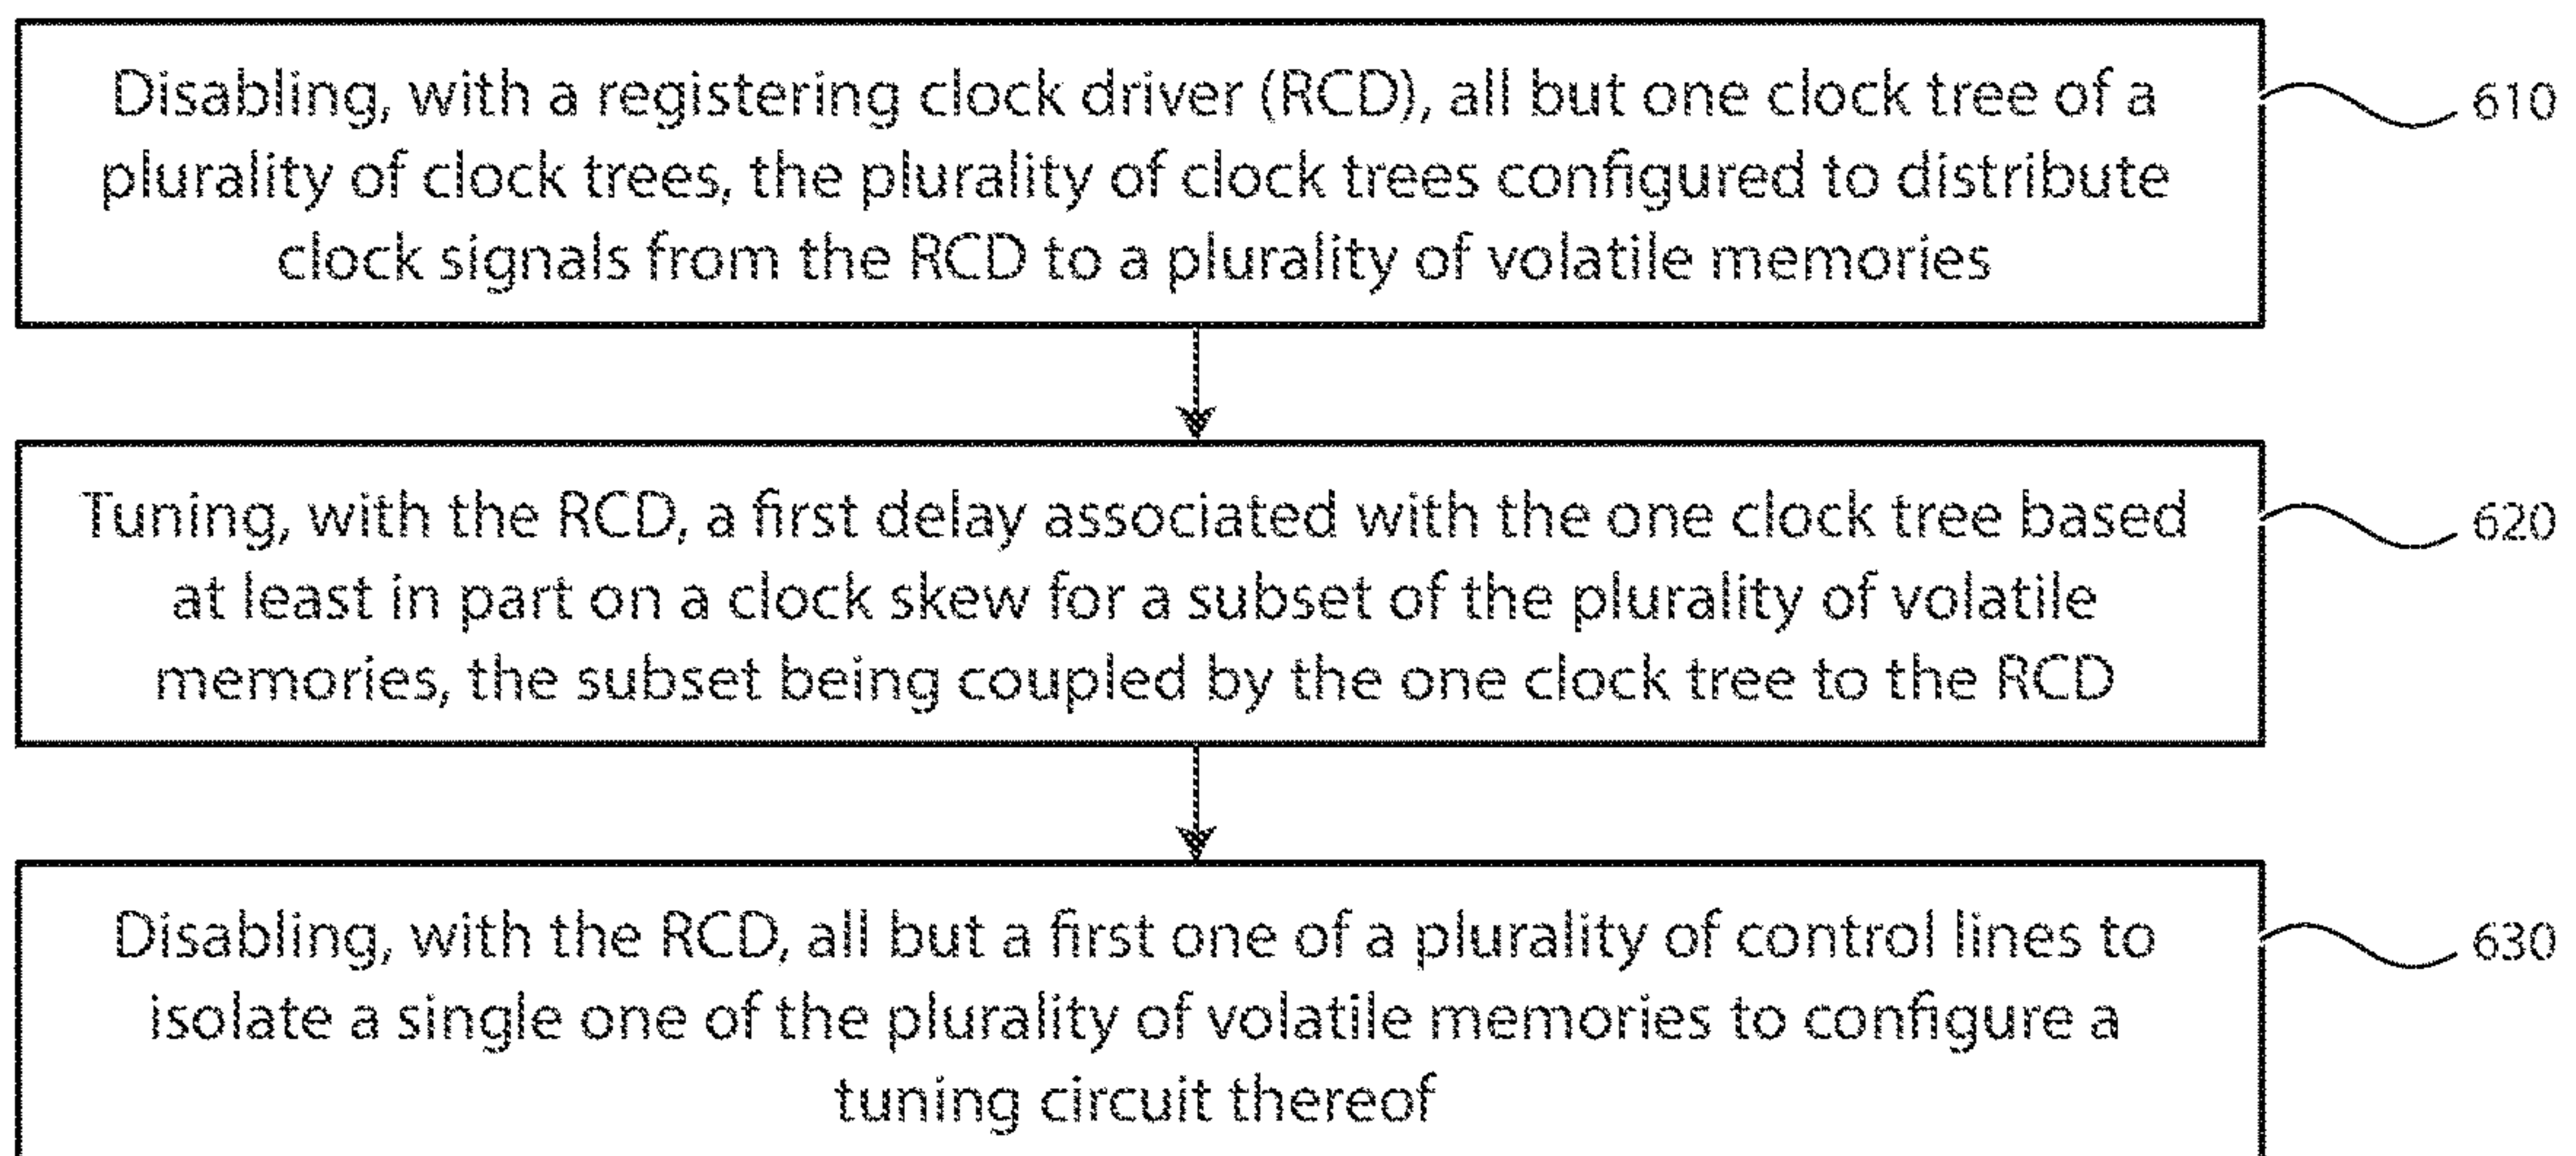 Disabling, with a registering clock driver (RCD), all but one clock tree of a
plurality of clock trees, the plurality of clock trees configured to distribute
clock signals from the RCD to a plurality of volatile memories
610
Tuning, with the RCD, a first delay associated with the one clock tree based
at least in part on a clock skew for a subset of the plurality of volatile
memories, the subset being coupled by the one clock tree to the RCD
620
Disabling, with the RCD, all but a first one of a plurality of control lines to
isolate a single one of the plurality of volatile memories to configure a
tuning circuit thereof
630